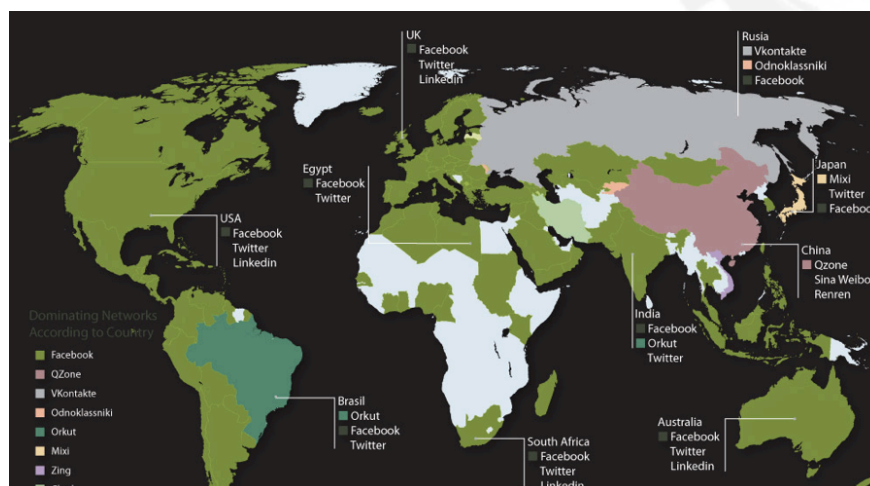 UK
Facebook
Twitter
Linkedin
Rusia
Vkontakte
Odnoklassniki
Facebook
Egypt
Facebook
Twitter
Japan
Mixi
Twitter
Facebook
USA
Facebook
Twitter
Linkedin
China
Qzone
Sina Weibo
Renren
India
Facebook
Orkut
Twitter
Dominating Networks
According to Country
Facebook
QZone
VKontakte
Odnoklassniki
Orkut
Mixi
Zing
Brasil
Orkut
Facebook
Twitter
South Africa
Facebook
Twitter
Linkedin
Australia
Facebook
Twitter
Linkedin